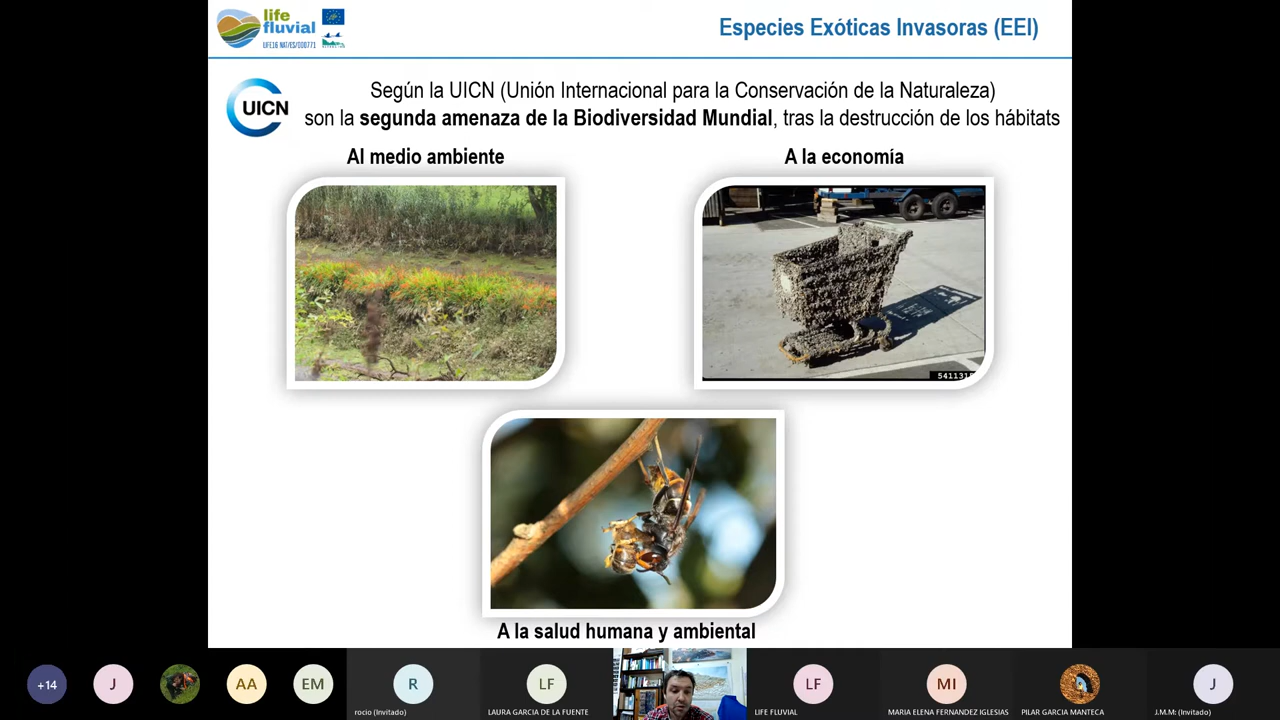 life
fluvial
LIFE16 NAT/ES/000771
Especies Exóticas Invasoras (EEI)
UICN
Según la UICN (Unión Internacional para la Conservación de la Naturaleza)
son la segunda amenaza de la Biodiversidad Mundial, tras la destrucción de los hábitats
Al medio ambiente
A la economía
A la salud humana y ambiental
+14
J
AA
EM
R
rocio (Invitado)
LF
LAURA GARCIA DE LA FUENTE
LF
LIFE FLUVIAL
MI
MARIA ELENA FERNANDEZ IGLESIAS
PILAR GARCIA MANTECA
J
J.M.M: (Invitado)